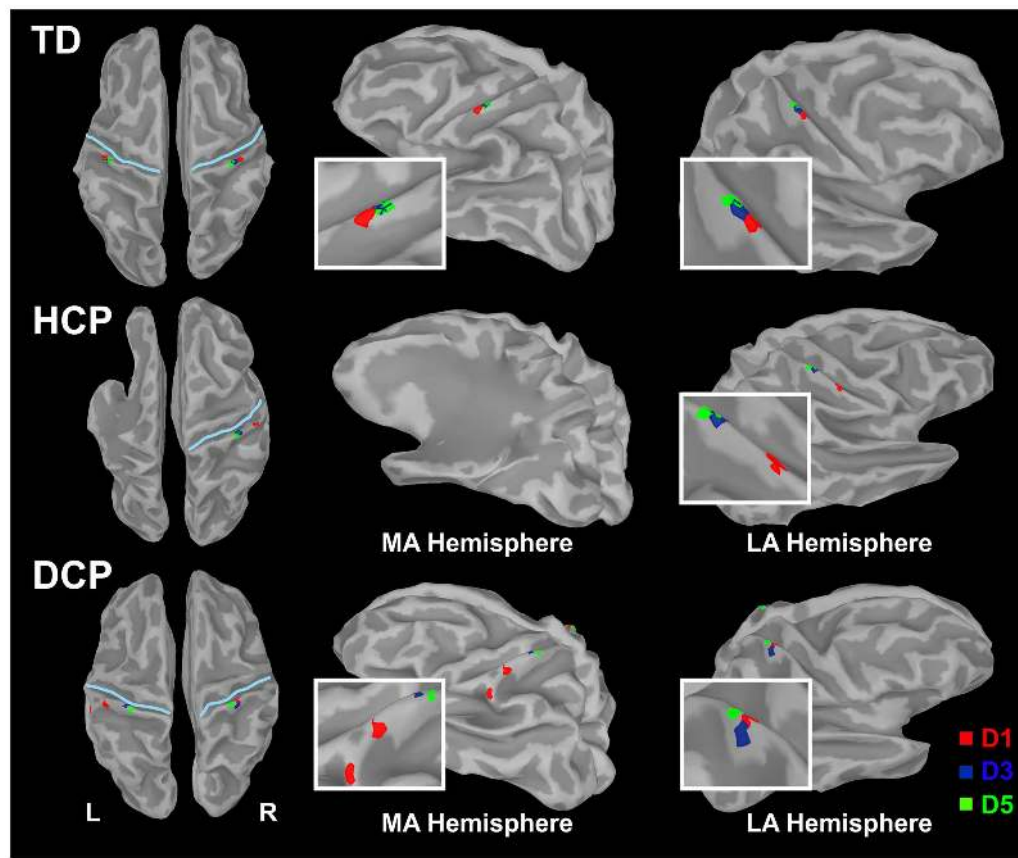 TD
HCP
MA Hemisphere
LA Hemisphere
DCP
L
R
MA Hemisphere
LA Hemisphere
D1
D3
D5